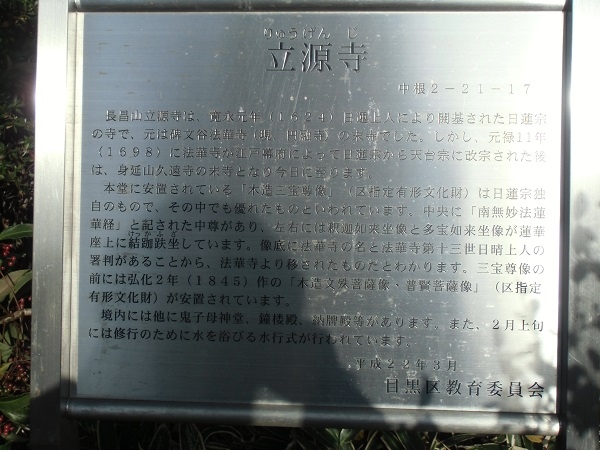 りゅうげん じ
立源寺
中根2−21−17
長昌山立源寺は、寛永元年(1624)日蓮上人により開基された日蓮宗
の寺で、元は碑文谷法華寺(現 円融寺)の末寺でした。しかし、元禄11年
(1698)に法華寺が江戸幕府によって日蓮宗から天台宗に改宗された後
は、身延山久遠寺の末寺となり今日に至ります。
本堂に安置されている「木造三宝尊像」(区指定有形文化財)は日蓮宗独
自のもので、その中でも優れたものといわれています。中央に「南無妙法蓮
華経」と記された中尊があり、左右には釈迦如来坐像と多宝如来坐像が蓮華
けっかふざ
座上に結跏趺坐しています。像底に法華寺の名と法華寺第十三世日晴上人の
署判があることから、法華寺より移されたものとわかります。三宝尊像の
前には弘化2年(1845)作の「木造文殊菩薩像・普賢菩薩像」(区指定
有形文化財)が安置されています。
境内には他に鬼子母神堂、鐘楼殿、納牌殿等があります。また、2月上旬
には修行のために水を浴びる水行式が行われています。
平成22年3月
目黒区教育委員会